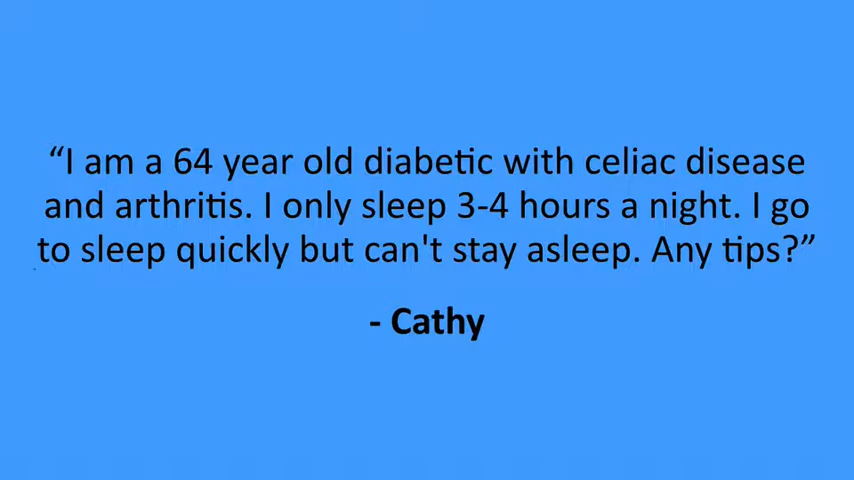 “I am a 64 year old diabetic with celiac disease
and arthritis. I only sleep 3-4 hours a night. I go
to sleep quickly but can't stay asleep. Any tips?”
- Cathy